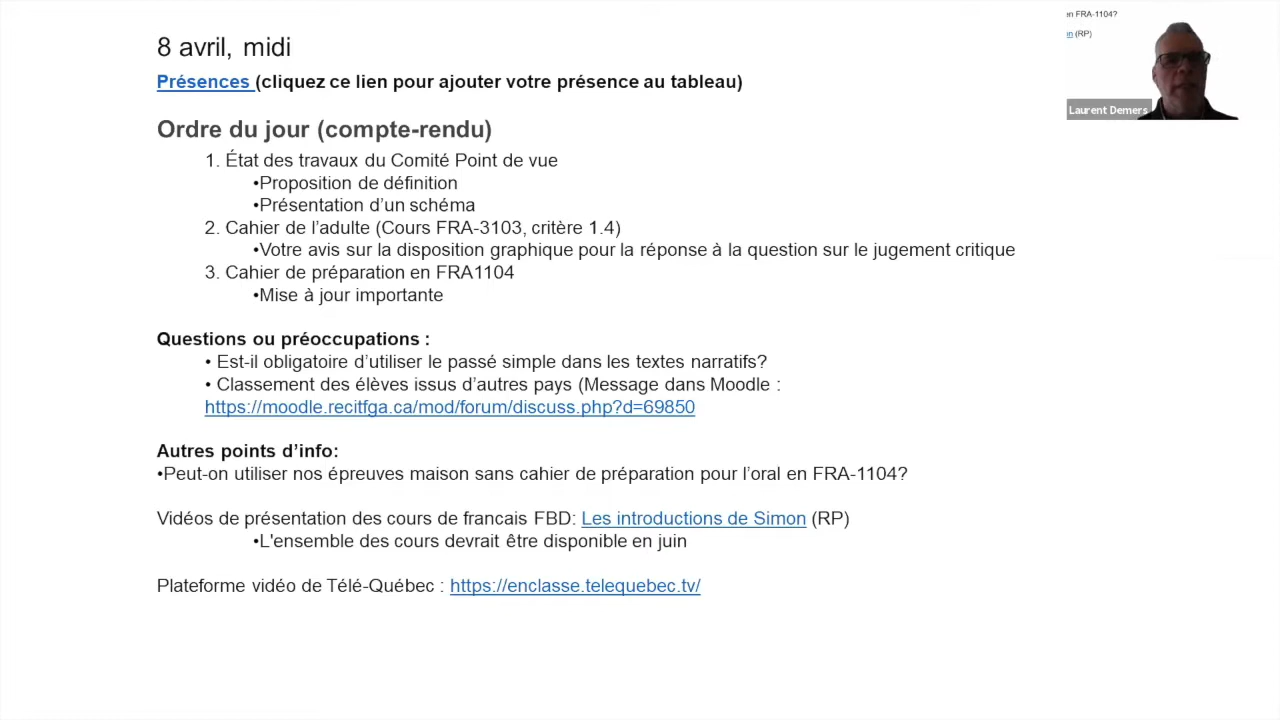 8 avril, midi
Présences (cliquez ce lien pour ajouter votre présence au tableau)
Ordre du jour (compte-rendu)
1. État des travaux du Comité Point de vue
•Proposition de définition
•Présentation d’un schéma
2. Cahier de l’adulte (Cours FRA-3103, critère 1.4)
•Votre avis sur la disposition graphique pour la réponse à la question sur le jugement critique
3. Cahier de préparation en FRA1104
•Mise à jour importante
Questions ou préoccupations :
• Est-il obligatoire d’utiliser le passé simple dans les textes narratifs?
• Classement des élèves issus d’autres pays (Message dans Moodle :
https://moodle.recitfga.ca/mod/forum/discuss.php?d=69850
Autres points d’info:
•Peut-on utiliser nos épreuves maison sans cahier de préparation pour l’oral en FRA-1104?
Vidéos de présentation des cours de francais FBD: Les introductions de Simon (RP)
•L'ensemble des cours devrait être disponible en juin
Plateforme vidéo de Télé-Québec : https://enclasse.telequebec.tv/
en FRA-1104?
on (RP)
Laurent Demers